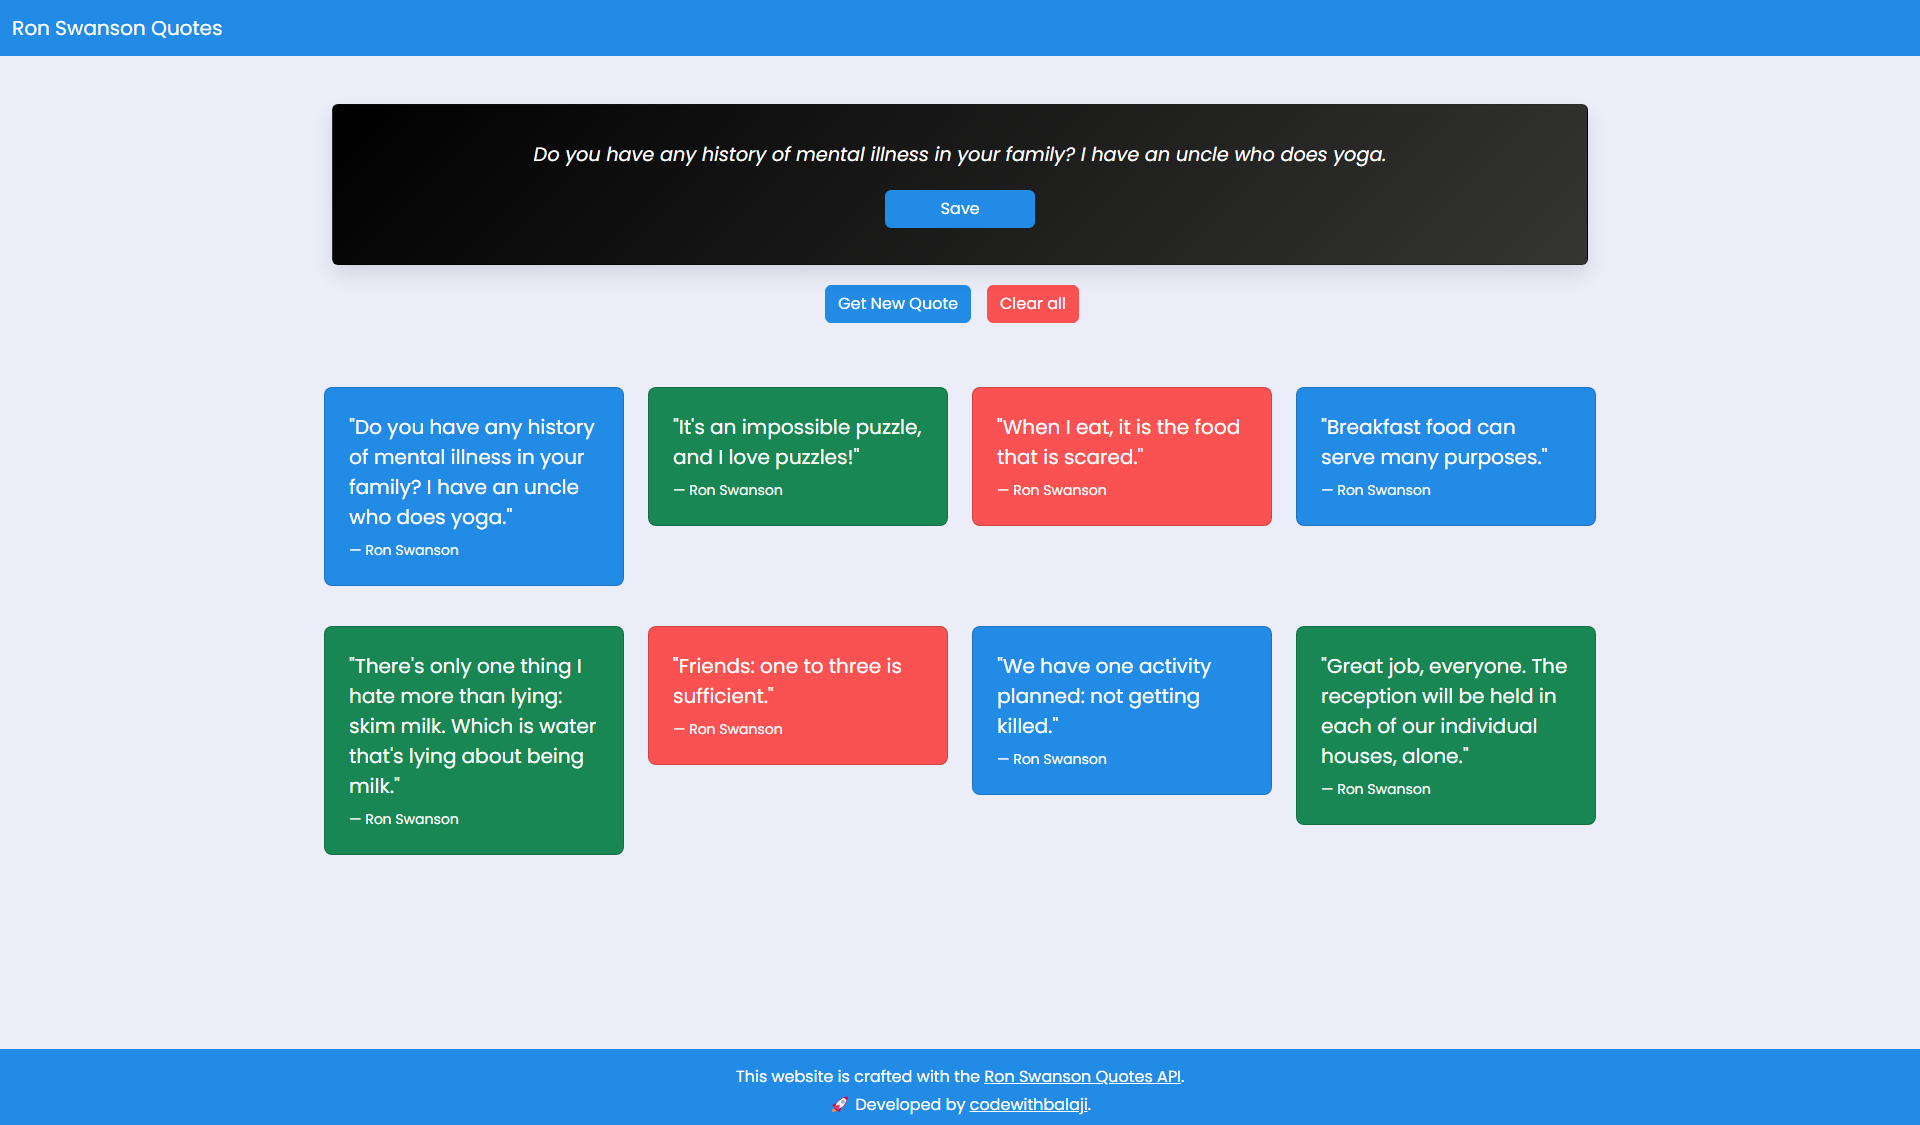 Ron Swanson Quotes
Do you have any history of mental illness in your family? I have an uncle who does yoga.
Save
Get New Quote
Clear all
"Do you have any history
of mental illness in your
family? I have an uncle
who does yoga."
— Ron Swanson
"It's an impossible puzzle,
and I love puzzles!"
— Ron Swanson
"When I eat, it is the food
that is scared."
— Ron Swanson
"Breakfast food can
serve many purposes."
— Ron Swanson
"There's only one thing I
hate more than lying:
skim milk. Which is water
that's lying about being
milk."
— Ron Swanson
"Friends: one to three is
sufficient."
— Ron Swanson
"We have one activity
planned: not getting
killed."
— Ron Swanson
"Great job, everyone. The
reception will be held in
each of our individual
houses, alone."
— Ron Swanson
This website is crafted with the Ron Swanson Quotes API.
🚀 Developed by codewithbalaji.